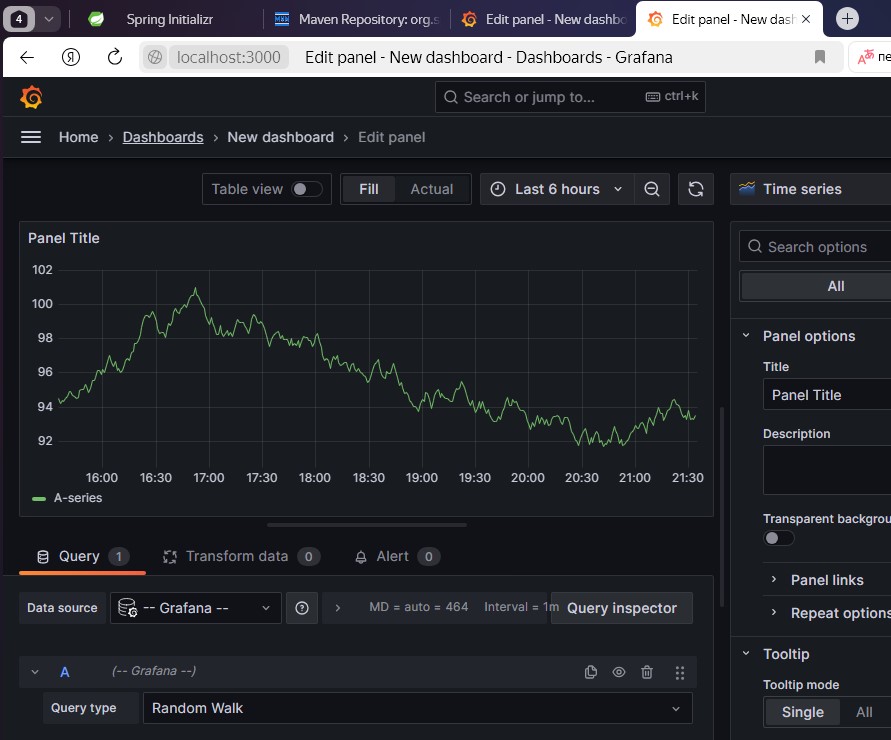 4
Spring Initializr
Maven Repository: org.s
Edit panel - New dashbo
Edit panel - New dash
localhost:3000
Edit panel - New dashboard - Dashboards - Grafana
Search or jump to...
ctrl+k
Home
Dashboards
New dashboard
Edit panel
Table view
Fill
Actual
Last 6 hours
Time series
Panel Title
102
100
98
96
94
92
16:00 16:30 17:00 17:30 18:00 18:30 19:00 19:30 20:00 20:30 21:00 21:30
A-series
Search options
All
Panel options
Title
Panel Title
Description
Transparent backgrou
Panel links
Repeat options
Tooltip
Tooltip mode
Single
All
Query 1
Transform data 0
Alert 0
Data source
-- Grafana --
MD = auto = 464
Interval = 1m
Query inspector
A
(-- Grafana --)
Query type
Random Walk